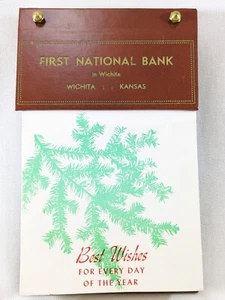 FIRST NATIONAL BANK
in Wichita
WICHITA . . KANSAS
Best Wishes
FOR EVERY DAY
OF THE YEAR